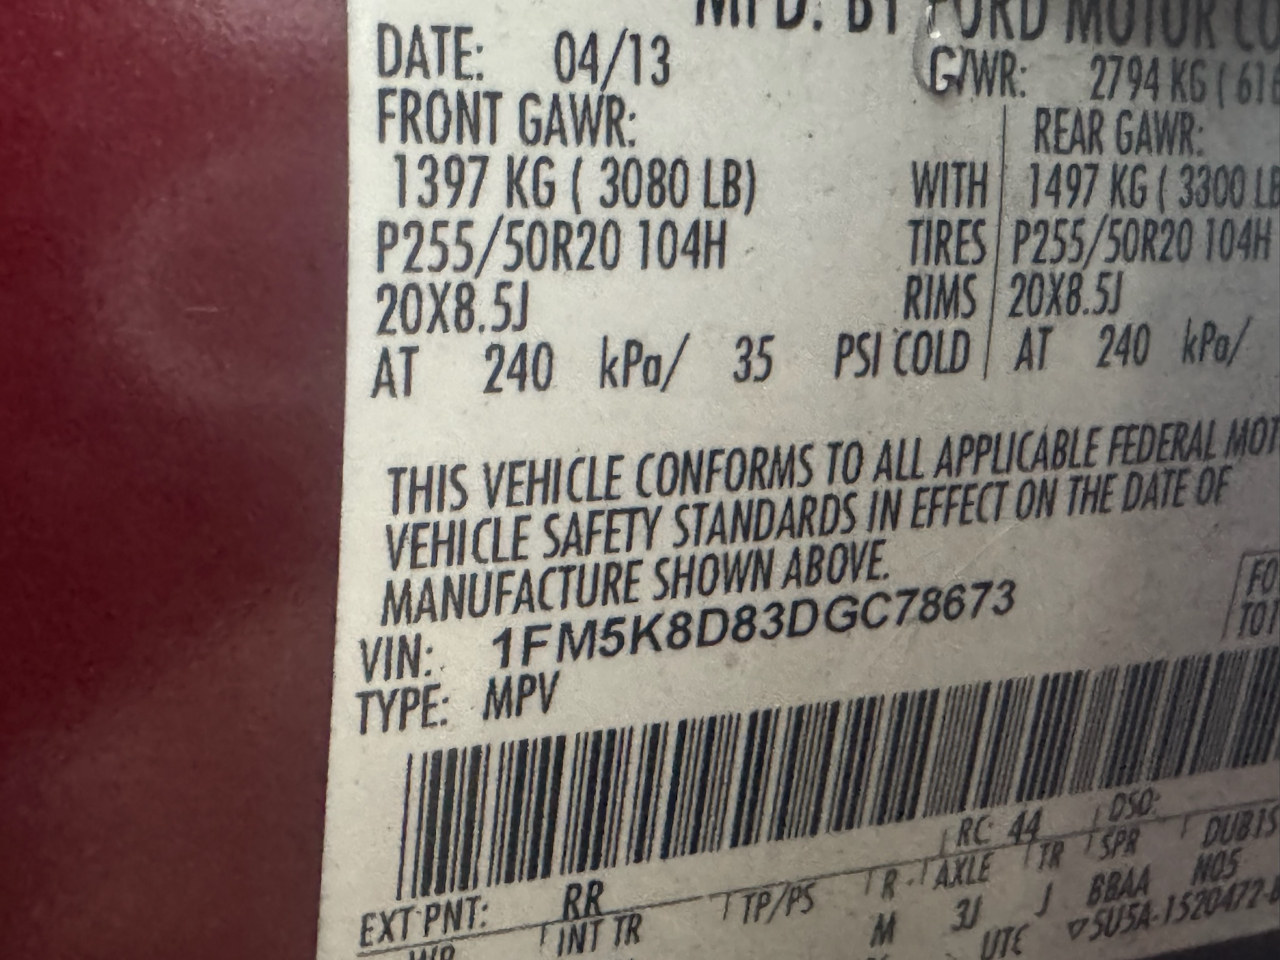 MFD. BY FORD MOTOR CO
DATE: 04/13 GVWR: 2794 KG ( 616
FRONT GAWR: REAR GAWR:
1397 KG ( 3080 LB) WITH 1497 KG ( 3300 LB
P255/50R20 104H TIRES P255/50R20 104H
20X8.5J RIMS 20X8.5J
AT 240 kPa/ 35 PSI COLD AT 240 kPa/
THIS VEHICLE CONFORMS TO ALL APPLICABLE FEDERAL MOT
VEHICLE SAFETY STANDARDS IN EFFECT ON THE DATE OF
MANUFACTURE SHOWN ABOVE.
VIN: 1FM5K8D83DGC78673
FO
TO1
TYPE: MPV
RC: 44 DSO:
EXT PNT: RR
INT TR TP/PS R AXLE TR SPR
M 3J J BBAA
UTC ▽5U5A-1520472-